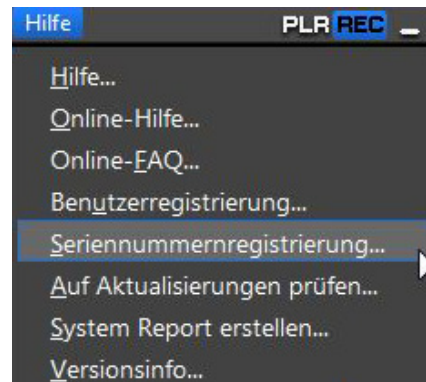 Hilfe PLR REC
Hilfe...
Online-Hilfe...
Online-FAQ...
Benutzerregistrierung...
Seriennummernregistrierung...
Auf Aktualisierungen prüfen...
System Report erstellen...
Versionsinfo...